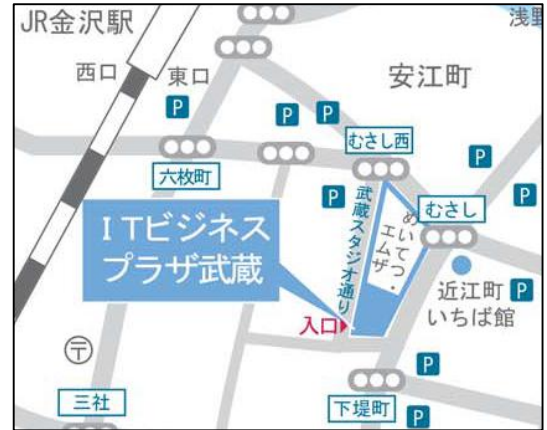 JR金沢駅
浅野
西口
東口
安江町
P
P
P
P
むさし西
六枚町
P
P
武蔵スタジオ通り
めいてつ・
エムザ
むさし
ITビジネス
プラザ武蔵
近江町
いちば館
P
入口
〒
P
P
三社
下堤町
P